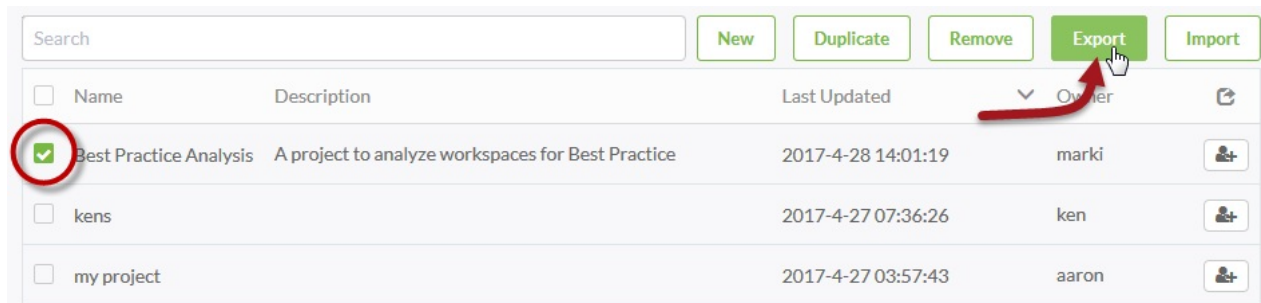 Search New Duplicate Remove Export Import
Name Description Last Updated Owner
Best Practice Analysis A project to analyze workspaces for Best Practice 2017-4-28 14:01:19 marki
kens 2017-4-27 07:36:26 ken
my project 2017-4-27 03:57:43 aaron